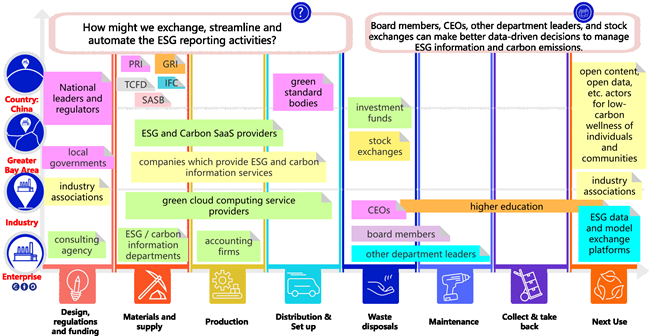 How might we exchange, streamline and
automate the ESG reporting activities?
?
Board members, CEOs, other department leaders, and stock
exchanges can make better data-driven decisions to manage
ESG information and carbon emissions.
Country:
China
National
leaders and
regulators
PRI
GRI
TCFD
IFC
SASB
green
standard
bodies
open content,
open data,
etc. actors
for low-
carbon
wellness of
individuals
and
communities
investment
funds
ESG and Carbon SaaS providers
stock
exchanges
Greater
Bay Area
local
governments
companies which provide ESG and carbon
information services
Industry
industry
associations
industry
associations
green cloud computing service
providers
CEOs
higher education
ESG data
and model
exchange
platforms
Enterprise
consulting
agency
ESG / carbon
information
departments
accounting
firms
board members
other department leaders
Design,
regulations
and funding
Materials and
supply
Production
Distribution &
Set up
Waste
disposals
Maintenance
Collect & take
back
Next Use